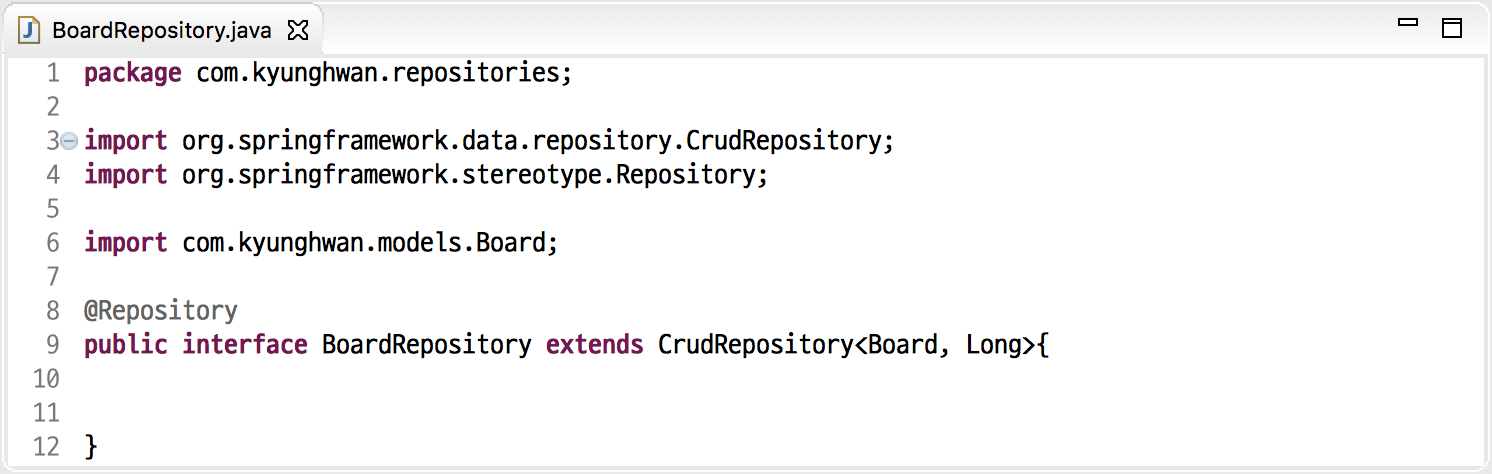 BoardRepository.java
1 package com.kyunghwan.repositories;
2
3 import org.springframework.data.repository.CrudRepository;
4 import org.springframework.stereotype.Repository;
5
6 import com.kyunghwan.models.Board;
7
8 @Repository
9 public interface BoardRepository extends CrudRepository<Board, Long>{
10
11
12 }